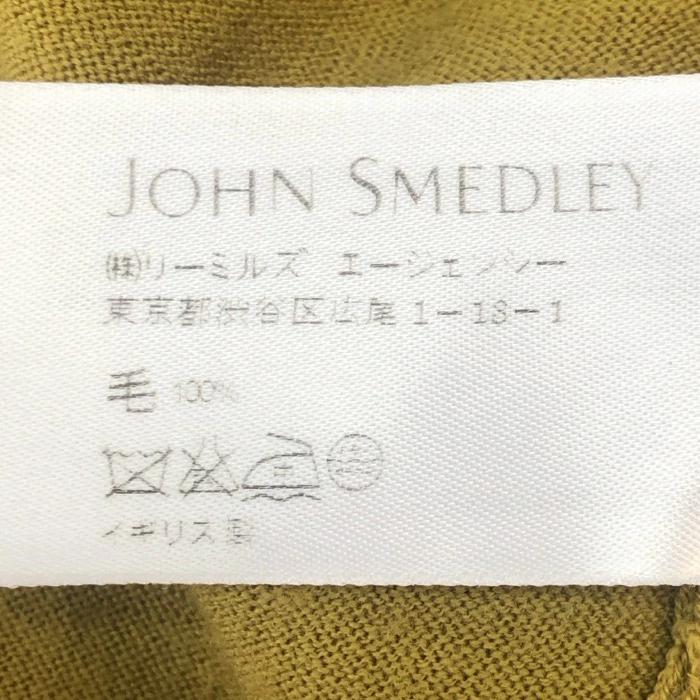 JOHN SMEDLEY
㈱リーミルズ エージェンシー
東京都渋谷区広尾1-18-1
毛 100%
イギリス製